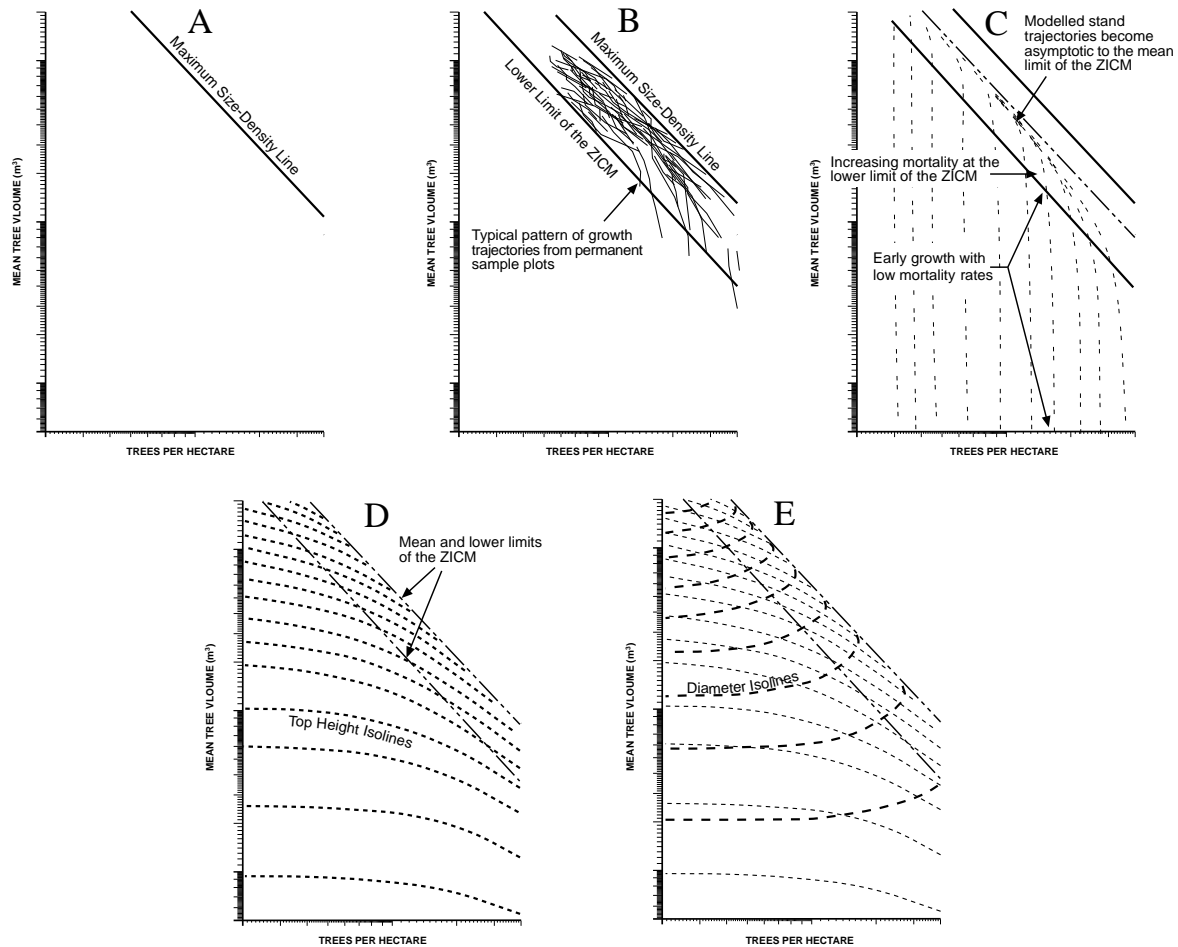 A
Maximum Size-Density Line
MEAN TREE VLOUME (m³)
TREES PER HECTARE
B
Maximum Size-Density Line
Lower Limit of the ZICM
Typical pattern of growth
trajectories from permanent
sample plots
MEAN TREE VLOUME (m³)
TREES PER HECTARE
C
Modelled stand
trajectories become
asymptotic to the mean
limit of the ZICM
Increasing mortality at the
lower limit of the ZICM
Early growth with
low mortality rates
MEAN TREE VLOUME (m³)
TREES PER HECTARE
D
Mean and lower limits
of the ZICM
Top Height Isolines
MEAN TREE VLOUME (m³)
TREES PER HECTARE
E
Diameter Isolines
MEAN TREE VLOUME (m³)
TREES PER HECTARE